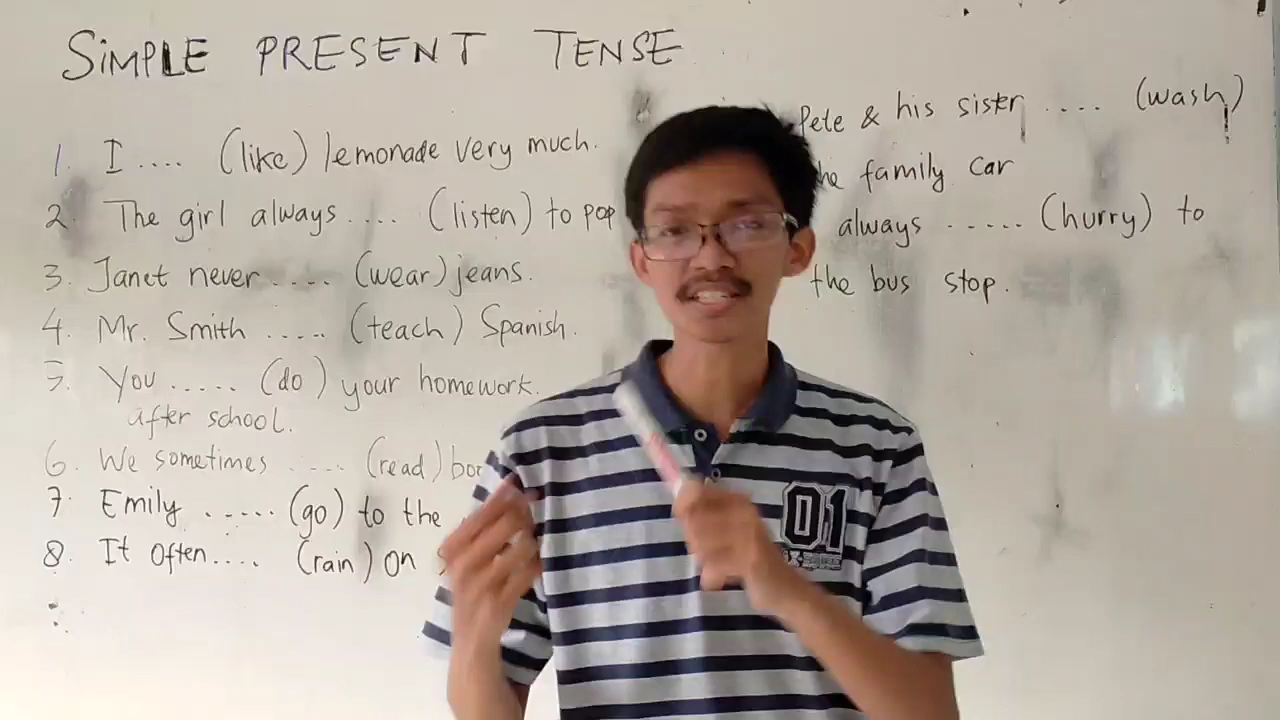 SIMPLE PRESENT TENSE
1. I .... (like) lemonade very much.
2. The girl always .... (listen) to pop
3. Janet never ..... (wear) jeans.
4. Mr. Smith ..... (teach) Spanish.
5. You ..... (do) your homework.
after school.
6. We sometimes .... (read)
7 Emily ..... (go) to the
8. It often.... (rain) on
Pete & his sister .... (wash)
the family car
always ..... (hurry) to
the bus stop.
01